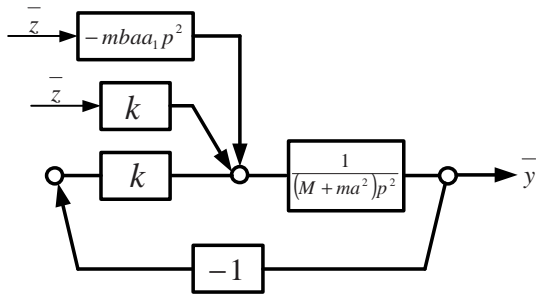 z̄
−mbaa₁p²
z̄
k
k
1/((M + ma²)p²)
ȳ
−1